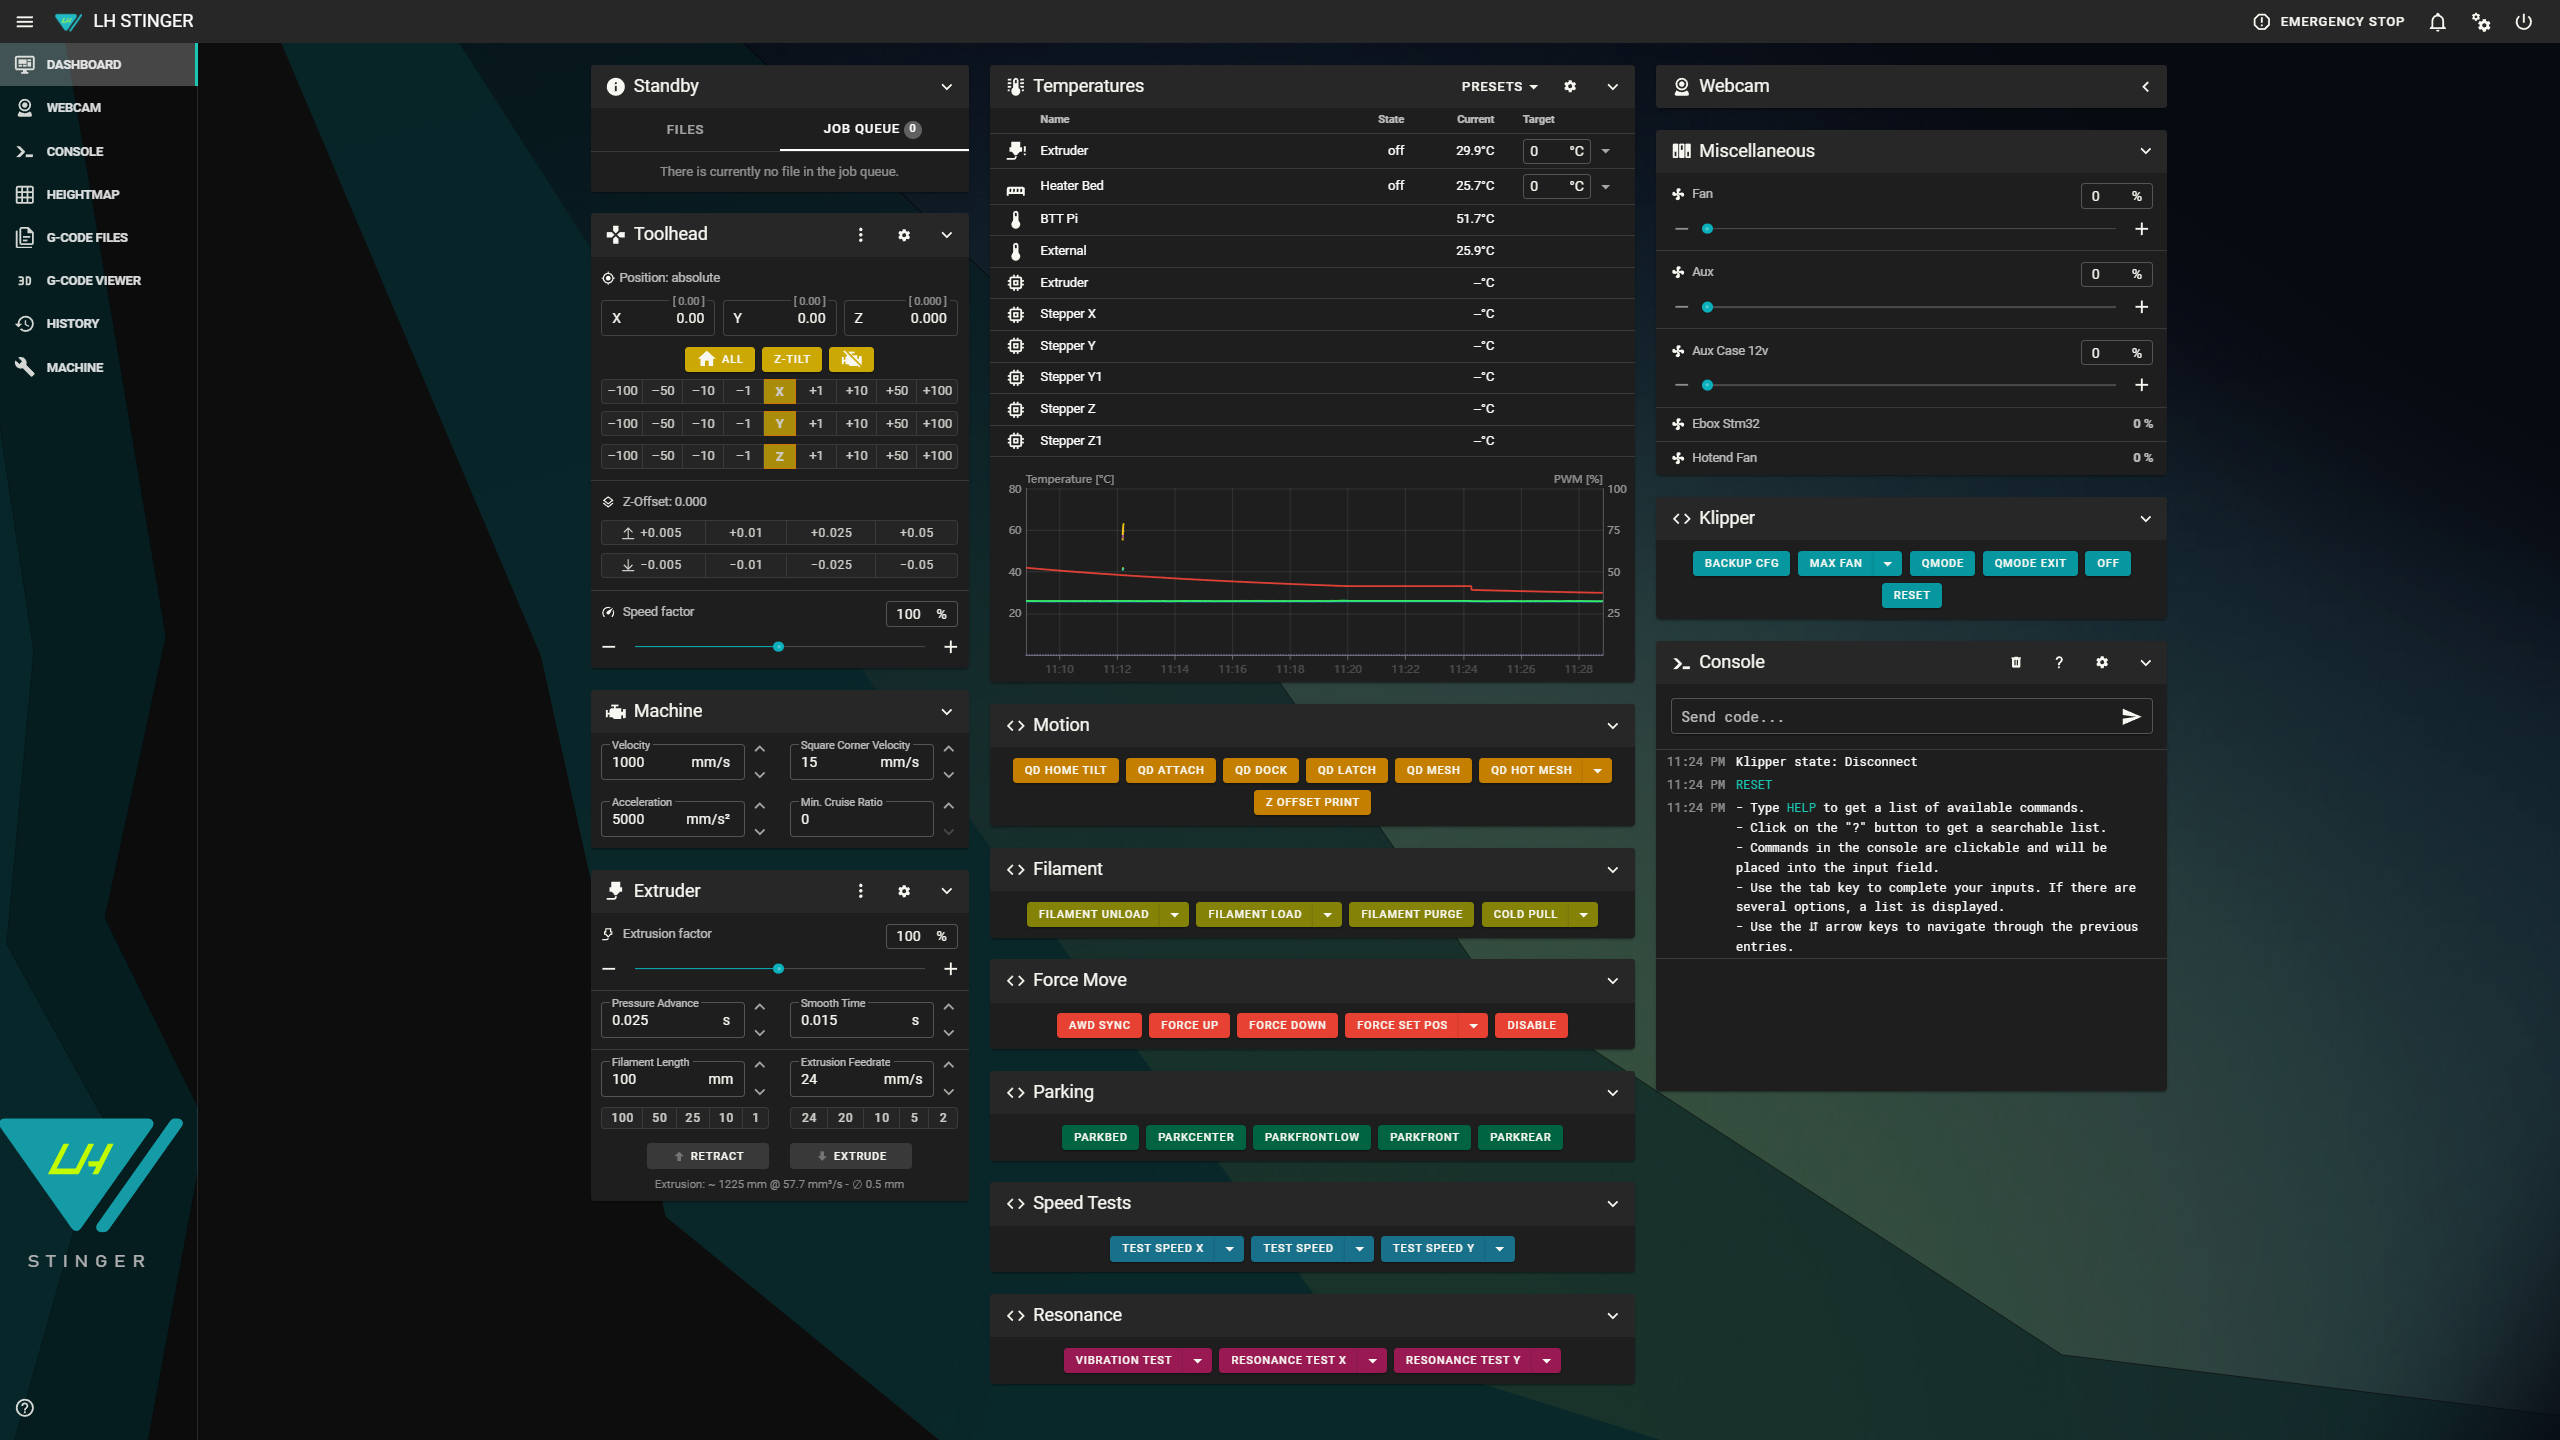 LH STINGER
EMERGENCY STOP
DASHBOARD
WEBCAM
CONSOLE
HEIGHTMAP
G-CODE FILES
3D G-CODE VIEWER
HISTORY
MACHINE
LH
STINGER
Standby
FILES JOB QUEUE 0
There is currently no file in the job queue.
Toolhead
Position: absolute
[ 0.00 ] [ 0.00 ] [ 0.000 ]
X 0.00 Y 0.00 Z 0.000
ALL Z-TILT
−100 −50 −10 −1 X +1 +10 +50 +100
−100 −50 −10 −1 Y +1 +10 +50 +100
−100 −50 −10 −1 Z +1 +10 +50 +100
Z-Offset: 0.000
+0.005 +0.01 +0.025 +0.05
−0.005 −0.01 −0.025 −0.05
Speed factor 100 %
Machine
Velocity Square Corner Velocity
1000 mm/s 15 mm/s
Acceleration Min. Cruise Ratio
5000 mm/s² 0
Extruder
Extrusion factor 100 %
Pressure Advance Smooth Time
0.025 s 0.015 s
Filament Length Extrusion Feedrate
100 mm 24 mm/s
100 50 25 10 1 24 20 10 5 2
RETRACT EXTRUDE
Extrusion: ~ 1225 mm @ 57.7 mm³/s - ∅ 0.5 mm
Temperatures PRESETS
Name State Current Target
Extruder off 29.9°C 0 °C
Heater Bed off 25.7°C 0 °C
BTT Pi 51.7°C
External 25.9°C
Extruder --°C
Stepper X --°C
Stepper Y --°C
Stepper Y1 --°C
Stepper Z --°C
Stepper Z1 --°C
Temperature [°C] PWM [%]
80 100
60 75
40 50
20 25
11:10 11:12 11:14 11:16 11:18 11:20 11:22 11:24 11:26 11:28
Motion
QD HOME TILT QD ATTACH QD DOCK QD LATCH QD MESH QD HOT MESH
Z OFFSET PRINT
Filament
FILAMENT UNLOAD FILAMENT LOAD FILAMENT PURGE COLD PULL
Force Move
AWD SYNC FORCE UP FORCE DOWN FORCE SET POS DISABLE
Parking
PARKBED PARKCENTER PARKFRONTLOW PARKFRONT PARKREAR
Speed Tests
TEST SPEED X TEST SPEED TEST SPEED Y
Resonance
VIBRATION TEST RESONANCE TEST X RESONANCE TEST Y
Webcam
Miscellaneous
Fan 0 %
Aux 0 %
Aux Case 12v 0 %
Ebox Stm32 0 %
Hotend Fan 0 %
Klipper
BACKUP CFG MAX FAN QMODE QMODE EXIT OFF
RESET
Console
Send code...
11:24 PM Klipper state: Disconnect
11:24 PM RESET
11:24 PM - Type HELP to get a list of available commands.
- Click on the "?" button to get a searchable list.
- Commands in the console are clickable and will be
placed into the input field.
- Use the tab key to complete your inputs. If there are
several options, a list is displayed.
- Use the ⇵ arrow keys to navigate through the previous
entries.